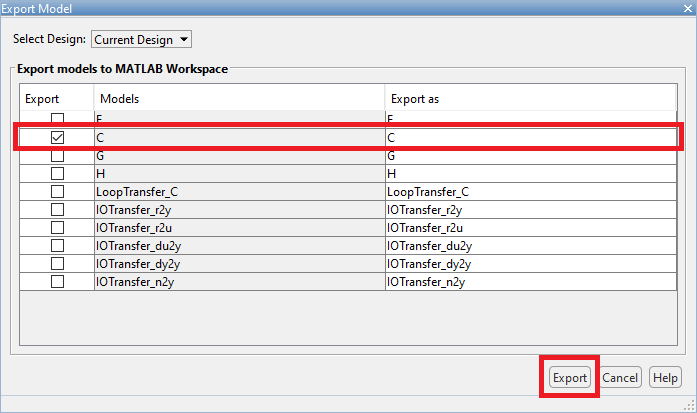 Export Model
Select Design: Current Design
Export models to MATLAB Workspace
Export Models Export as
F F
C C
G G
H H
LoopTransfer_C LoopTransfer_C
IOTransfer_r2y IOTransfer_r2y
IOTransfer_r2u IOTransfer_r2u
IOTransfer_du2y IOTransfer_du2y
IOTransfer_dy2y IOTransfer_dy2y
IOTransfer_n2y IOTransfer_n2y
Export Cancel Help